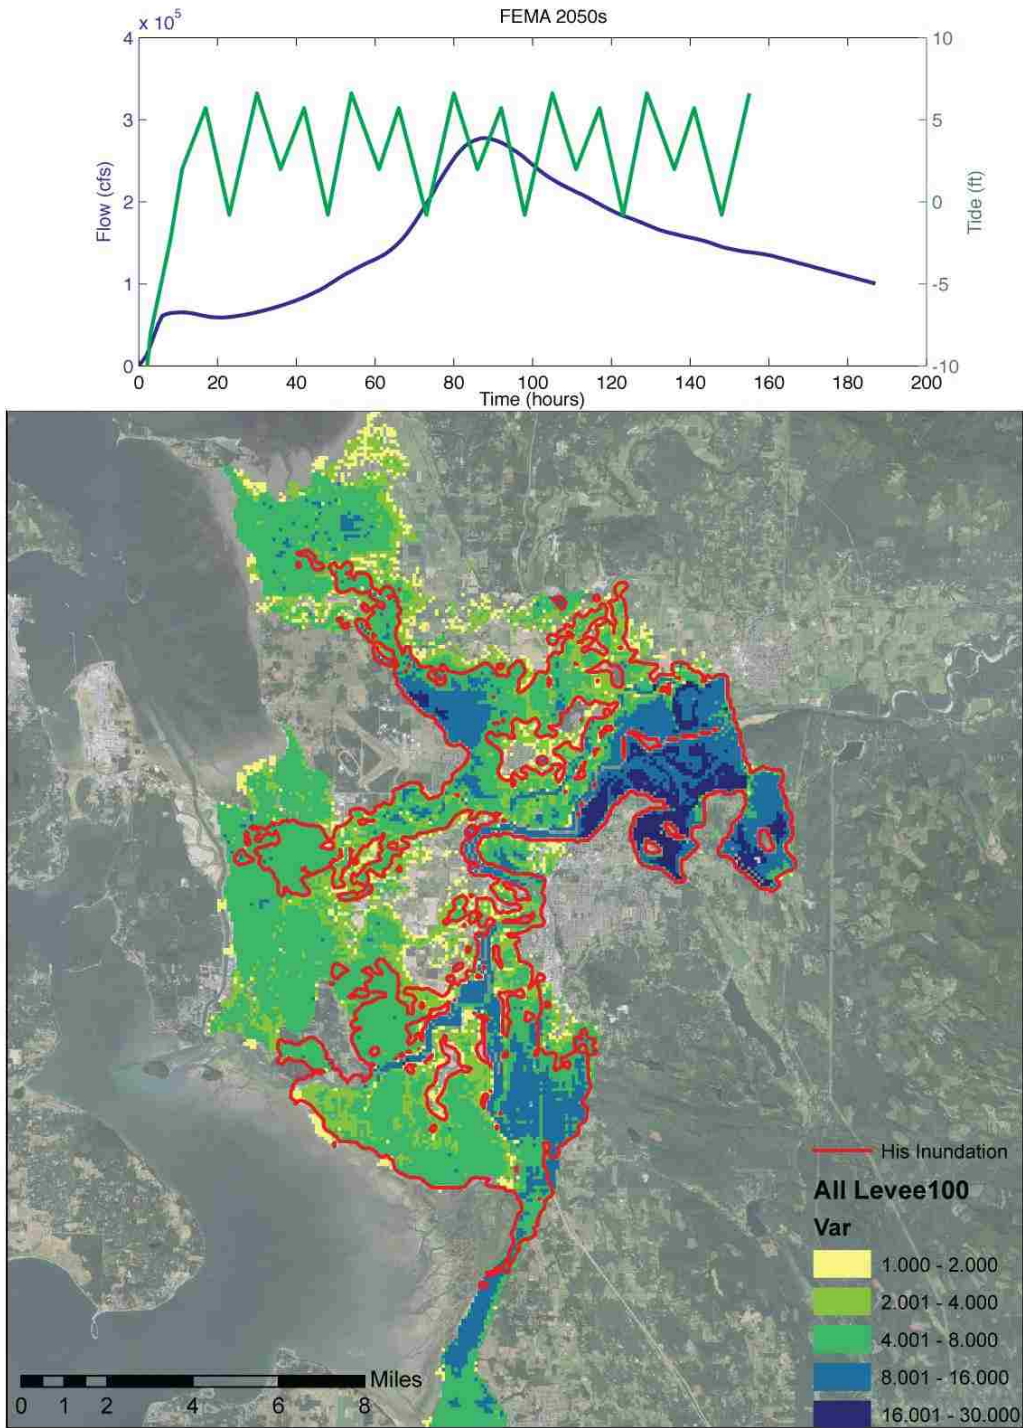 FEMA 2050s
x 10⁵
4
3
2
1
0
Flow (cfs)
10
5
0
-5
-10
Tide (ft)
0 20 40 60 80 100 120 140 160 180 200
Time (hours)
His Inundation
All Levee100
Var
1.000 - 2.000
2.001 - 4.000
4.001 - 8.000
8.001 - 16.000
16.001 - 30.000
Miles
0 2 4 6 8